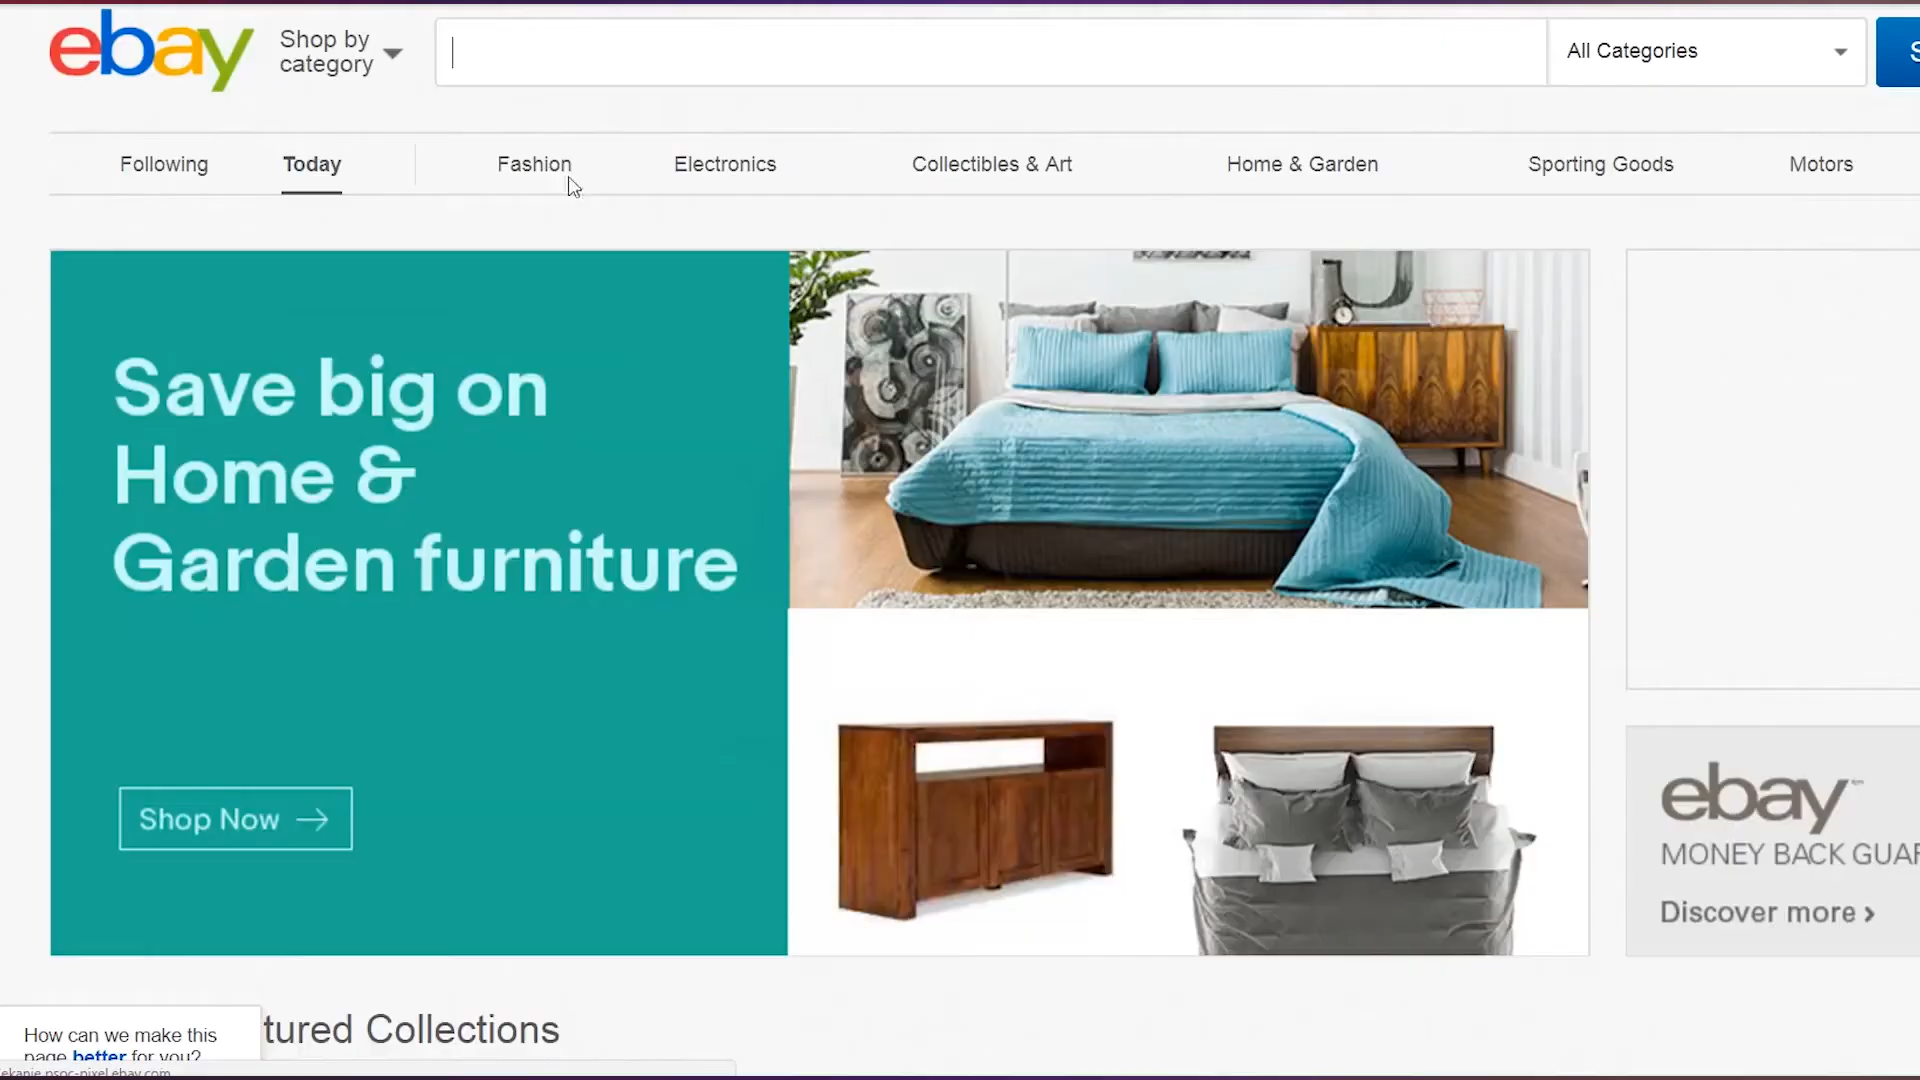 ebay
Shop by
category
All Categories
Following
Today
Fashion
Electronics
Collectibles & Art
Home & Garden
Sporting Goods
Motors
Save big on
Home &
Garden furniture
Shop Now
ebay
MONEY BACK
Discover more
tured Collections
How can we make this
page better for you?